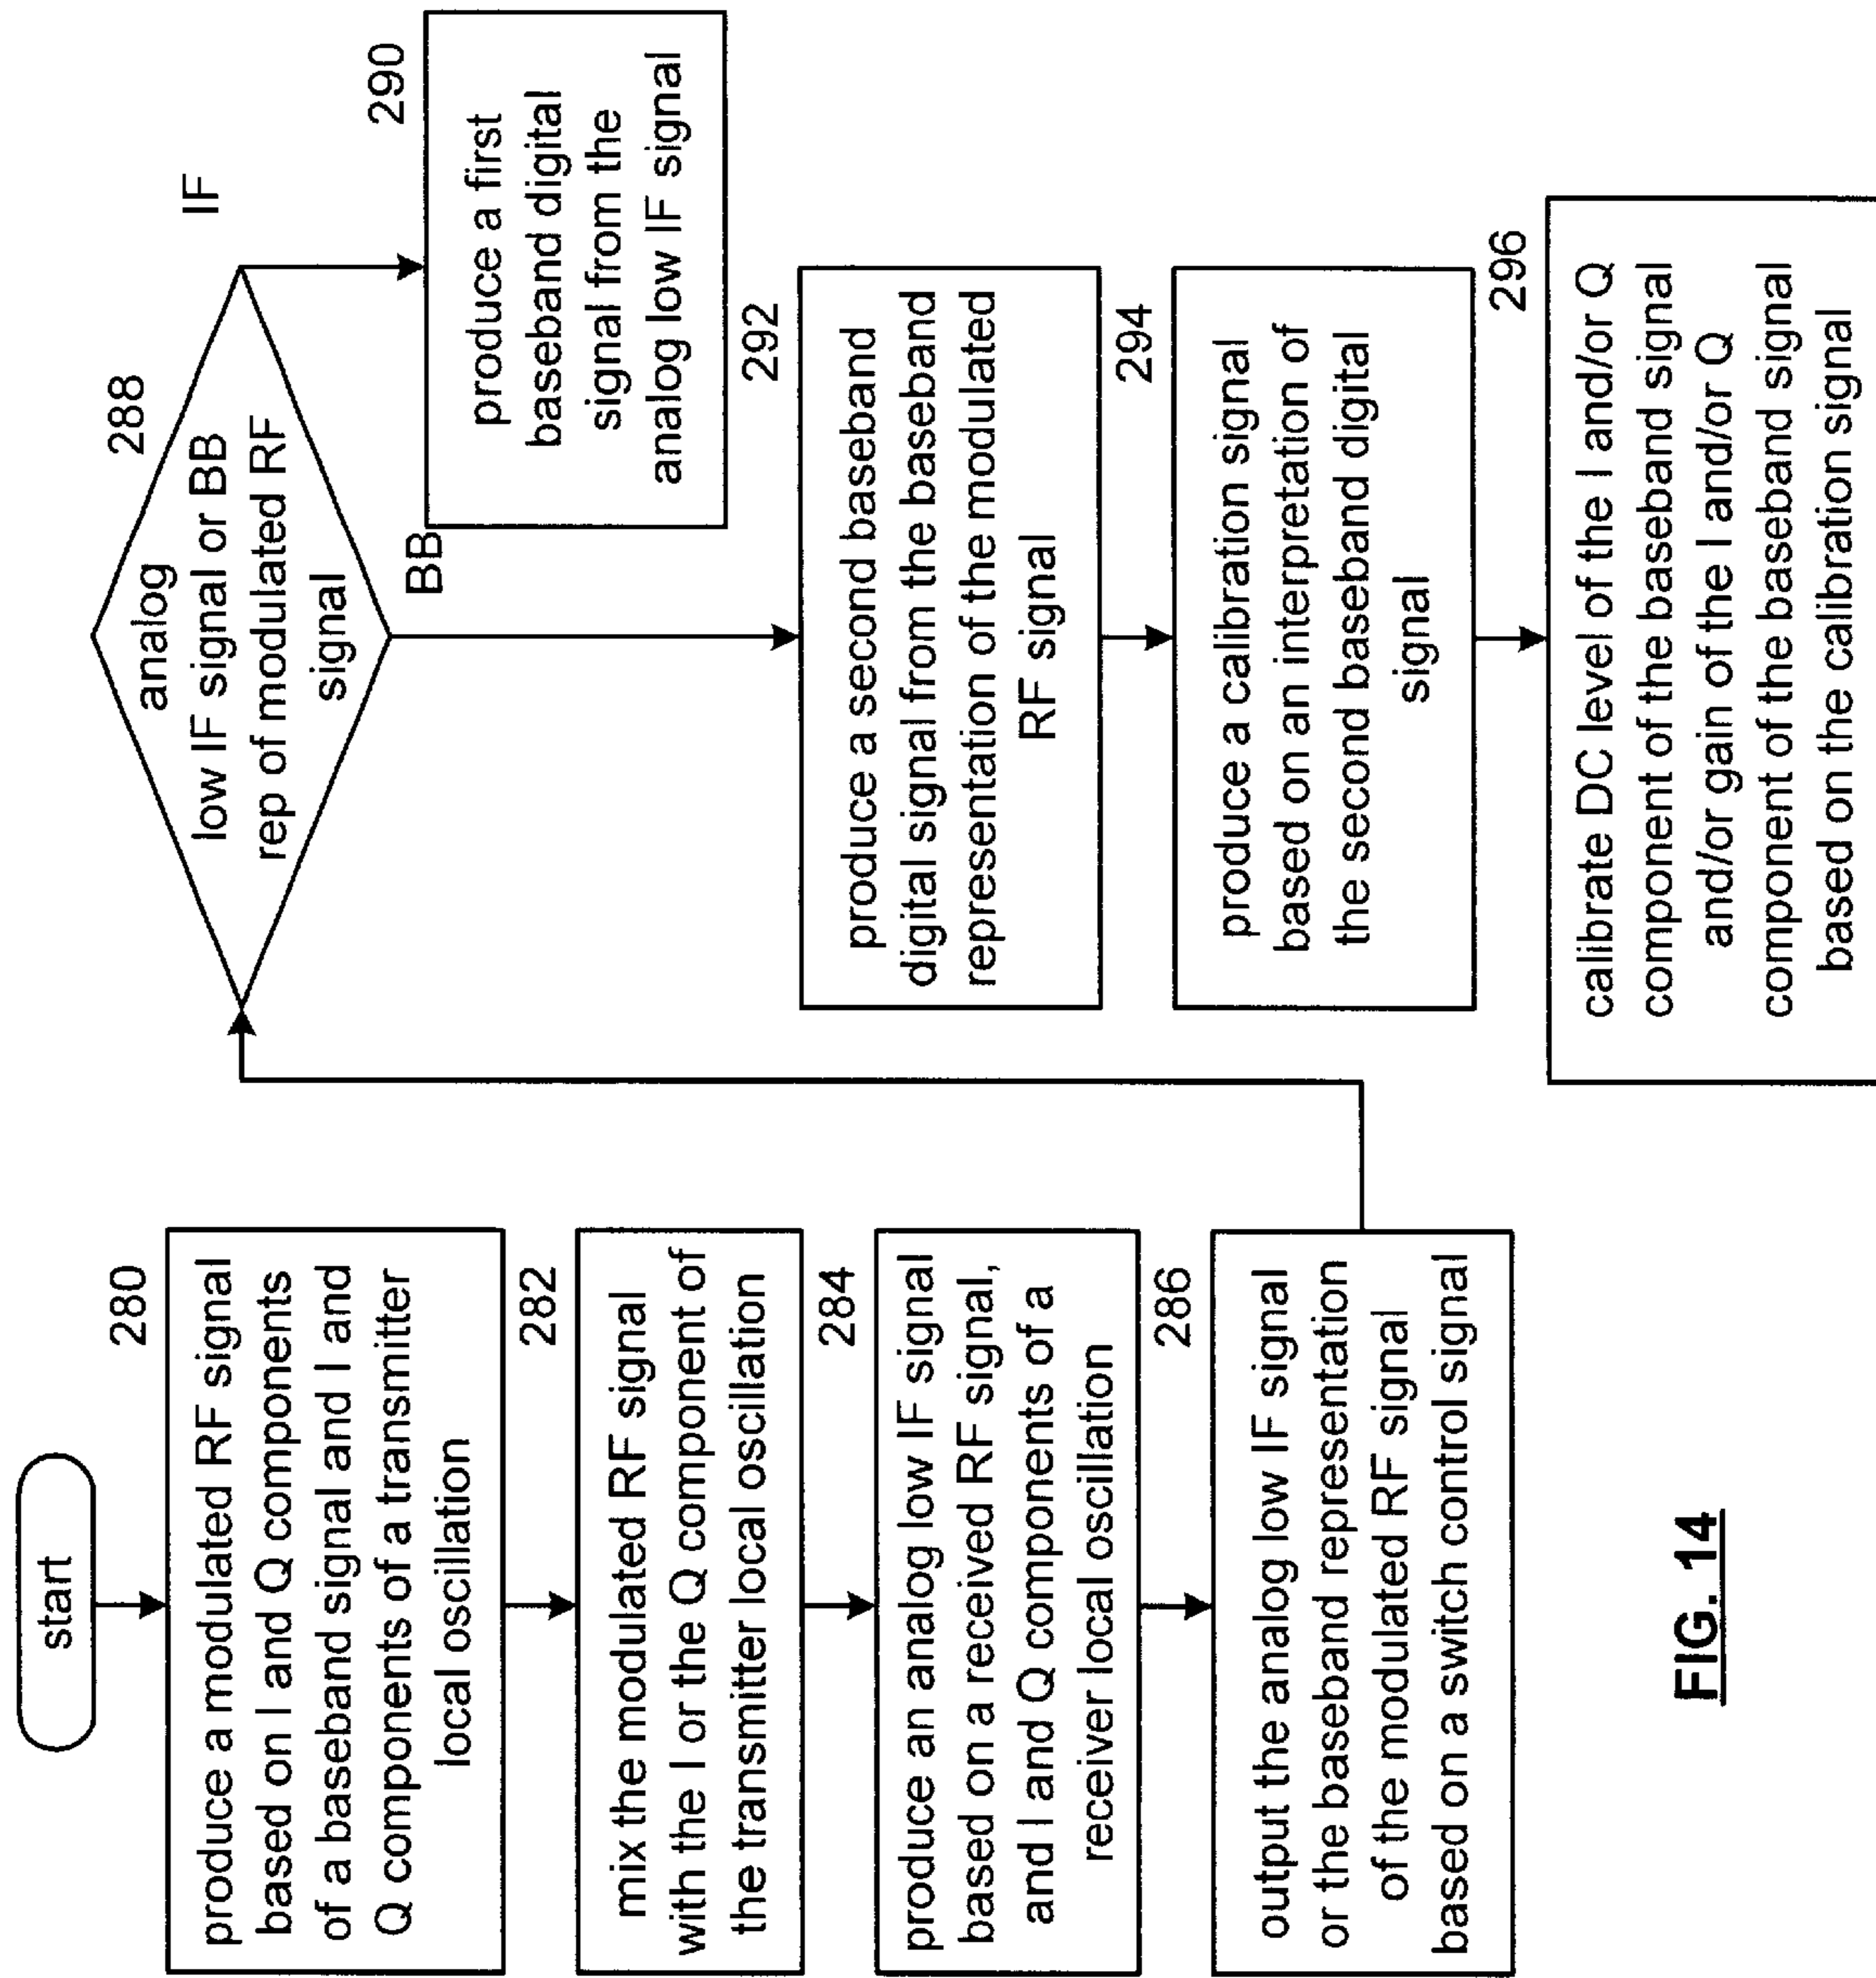 start
280
produce a modulated RF signal
based on I and Q components
of a baseband signal and I and
Q components of a transmitter
local oscillation
282
mix the modulated RF signal
with the I or the Q component of
the transmitter local oscillation
284
produce an analog low IF signal
based on a received RF signal,
and I and Q components of a
receiver local oscillation
286
output the analog low IF signal
or the baseband representation
of the modulated RF signal
based on a switch control signal
288
analog
low IF signal or BB
rep of modulated RF
signal
IF
BB
290
produce a first
baseband digital
signal from the
analog low IF signal
292
produce a second baseband
digital signal from the baseband
representation of the modulated
RF signal
294
produce a calibration signal
based on an interpretation of
the second baseband digital
signal
296
calibrate DC level of the I and/or Q
component of the baseband signal
and/or gain of the I and/or Q
component of the baseband signal
based on the calibration signal
FIG. 14